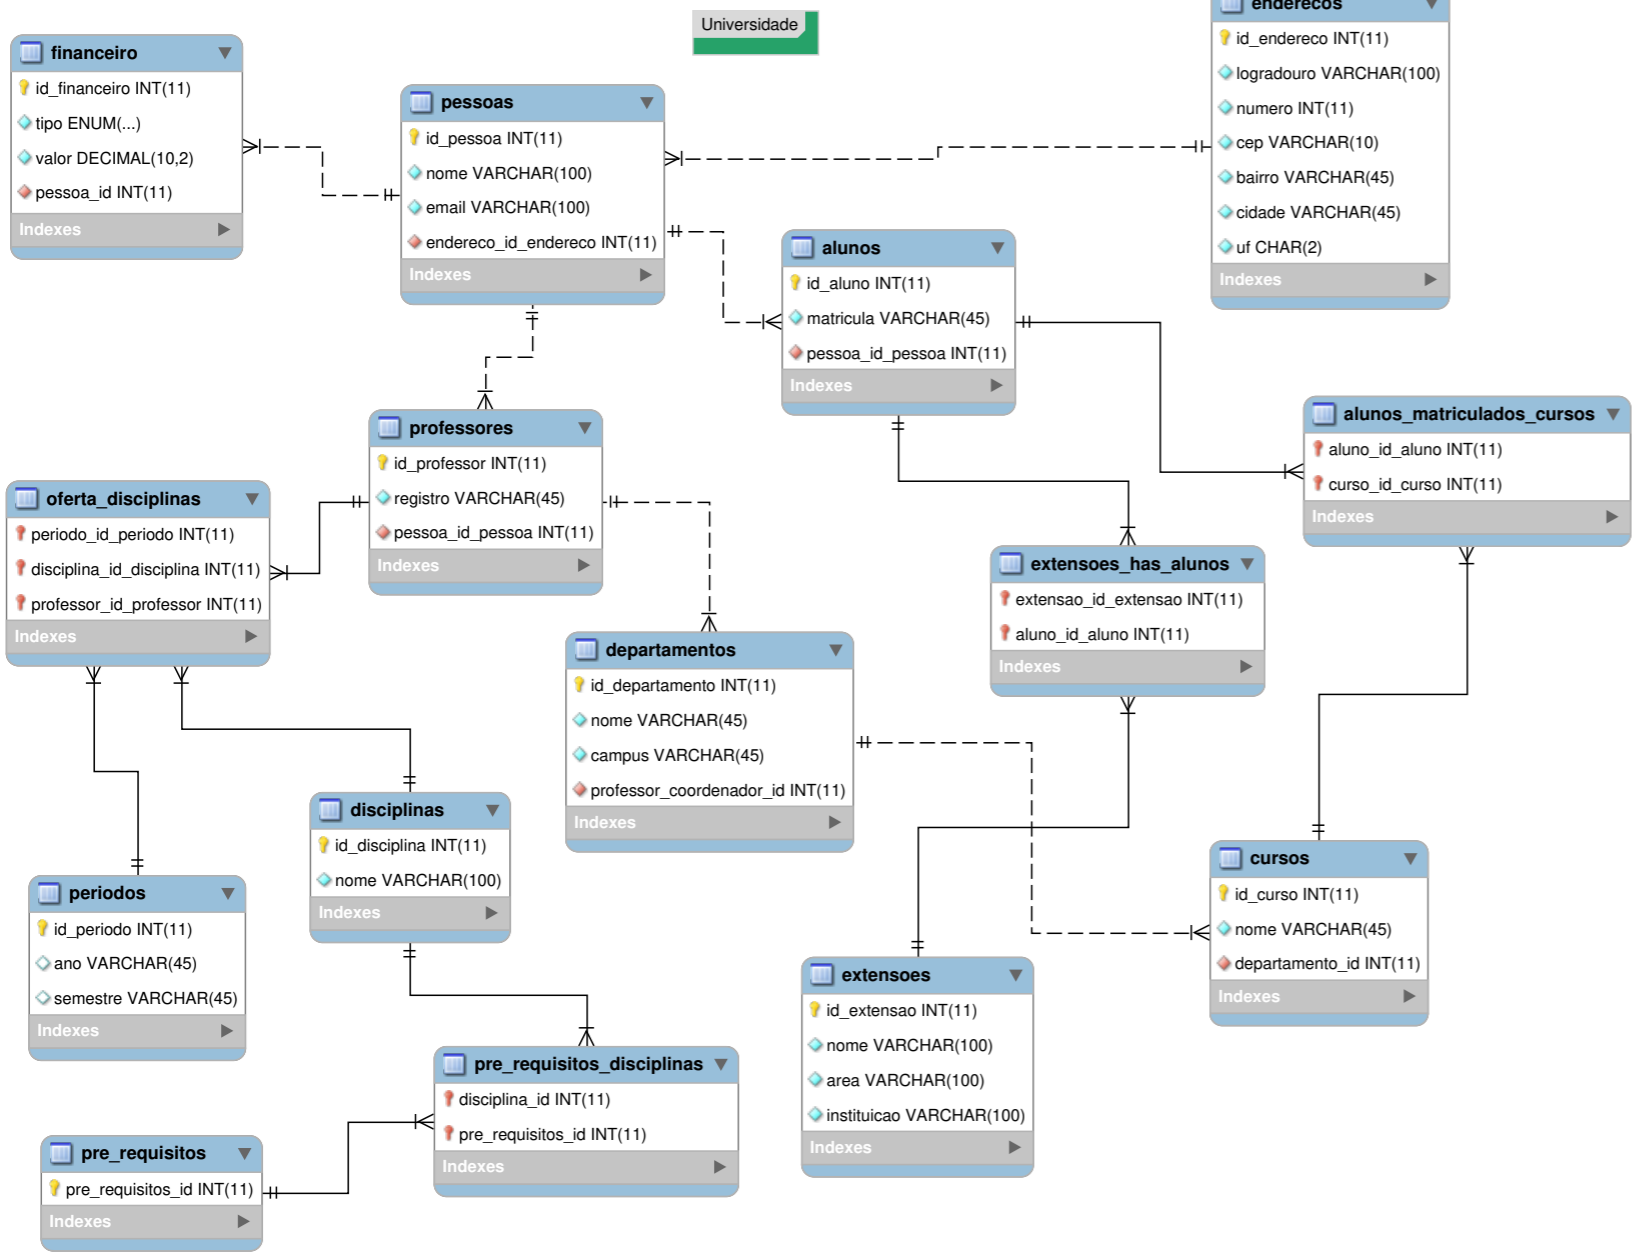 Universidade
financeiro
id_financeiro INT(11)
tipo ENUM(...)
valor DECIMAL(10,2)
pessoa_id INT(11)
Indexes
pessoas
id_pessoa INT(11)
nome VARCHAR(100)
email VARCHAR(100)
endereco_id_endereco INT(11)
Indexes
enderecos
id_endereco INT(11)
logradouro VARCHAR(100)
numero INT(11)
cep VARCHAR(10)
bairro VARCHAR(45)
cidade VARCHAR(45)
uf CHAR(2)
Indexes
alunos
id_aluno INT(11)
matricula VARCHAR(45)
pessoa_id_pessoa INT(11)
Indexes
professores
id_professor INT(11)
registro VARCHAR(45)
pessoa_id_pessoa INT(11)
Indexes
alunos_matriculados_cursos
aluno_id_aluno INT(11)
curso_id_curso INT(11)
Indexes
oferta_disciplinas
periodo_id_periodo INT(11)
disciplina_id_disciplina INT(11)
professor_id_professor INT(11)
Indexes
extensoes_has_alunos
extensao_id_extensao INT(11)
aluno_id_aluno INT(11)
Indexes
departamentos
id_departamento INT(11)
nome VARCHAR(45)
campus VARCHAR(45)
professor_coordenador_id INT(11)
Indexes
disciplinas
id_disciplina INT(11)
nome VARCHAR(100)
Indexes
periodos
id_periodo INT(11)
ano VARCHAR(45)
semestre VARCHAR(45)
Indexes
cursos
id_curso INT(11)
nome VARCHAR(45)
departamento_id INT(11)
Indexes
extensoes
id_extensao INT(11)
nome VARCHAR(100)
area VARCHAR(100)
instituicao VARCHAR(100)
Indexes
pre_requisitos_disciplinas
disciplina_id INT(11)
pre_requisitos_id INT(11)
Indexes
pre_requisitos
pre_requisitos_id INT(11)
Indexes